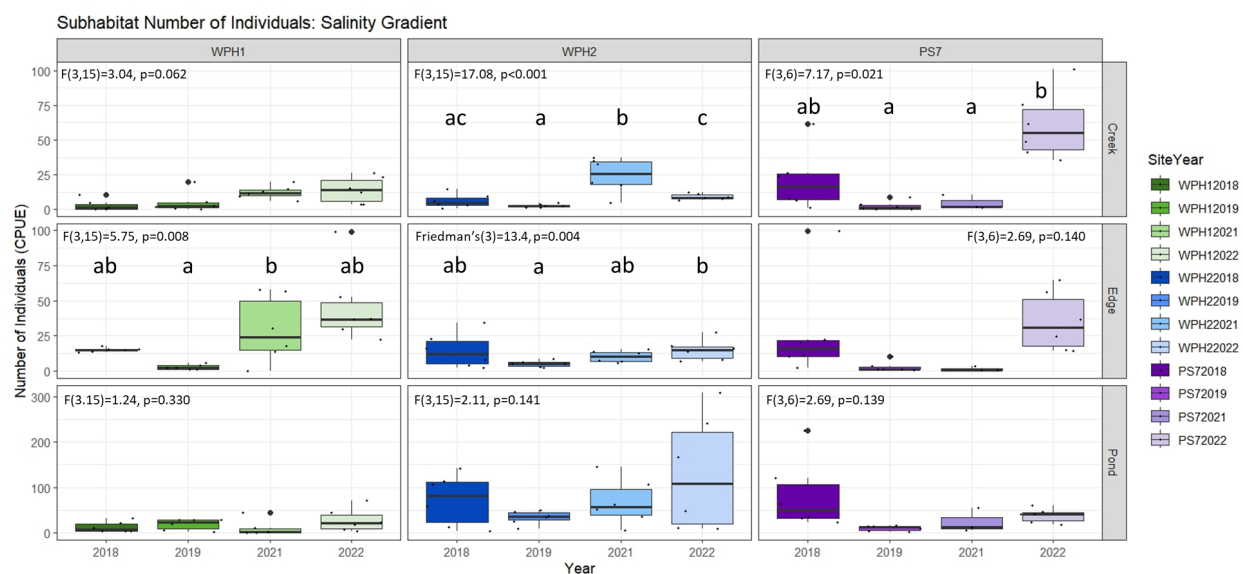 Subhabitat Number of Individuals: Salinity Gradient
WPH1 WPH2 PS7
Number of Individuals (CPUE)
100
75
50
25
0
F(3,15)=3.04, p=0.062
F(3,15)=17.08, p<0.001
ac a b c
F(3,6)=7.17, p=0.021
ab a a b
Creek
100
75
50
25
0
F(3,15)=5.75, p=0.008
ab a b ab
Friedman's(3)=13.4, p=0.004
ab a ab b
F(3,6)=2.69, p=0.140
Edge
300
200
100
0
F(3.15)=1.24, p=0.330
F(3,15)=2.11, p=0.141
F(3,6)=2.69, p=0.139
Pond
2018 2019 2021 2022 2018 2019 2021 2022 2018 2019 2021 2022
Year
SiteYear
WPH12018
WPH12019
WPH12021
WPH12022
WPH22018
WPH22019
WPH22021
WPH22022
PS72018
PS72019
PS72021
PS72022